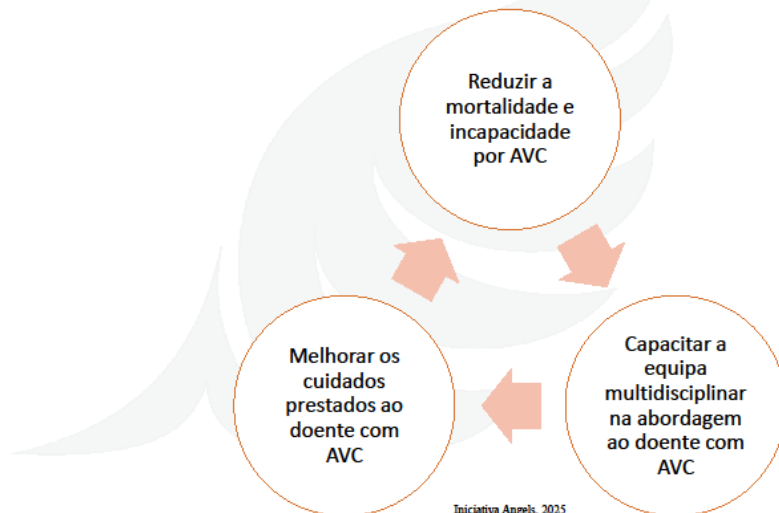 Reduzir a
mortalidade e
incapacidade
por AVC
Melhorar os
cuidados
prestados ao
doente com
AVC
Capacitar a
equipa
multidisciplinar
na abordagem
ao doente com
AVC
Iniciativa Angels, 2025